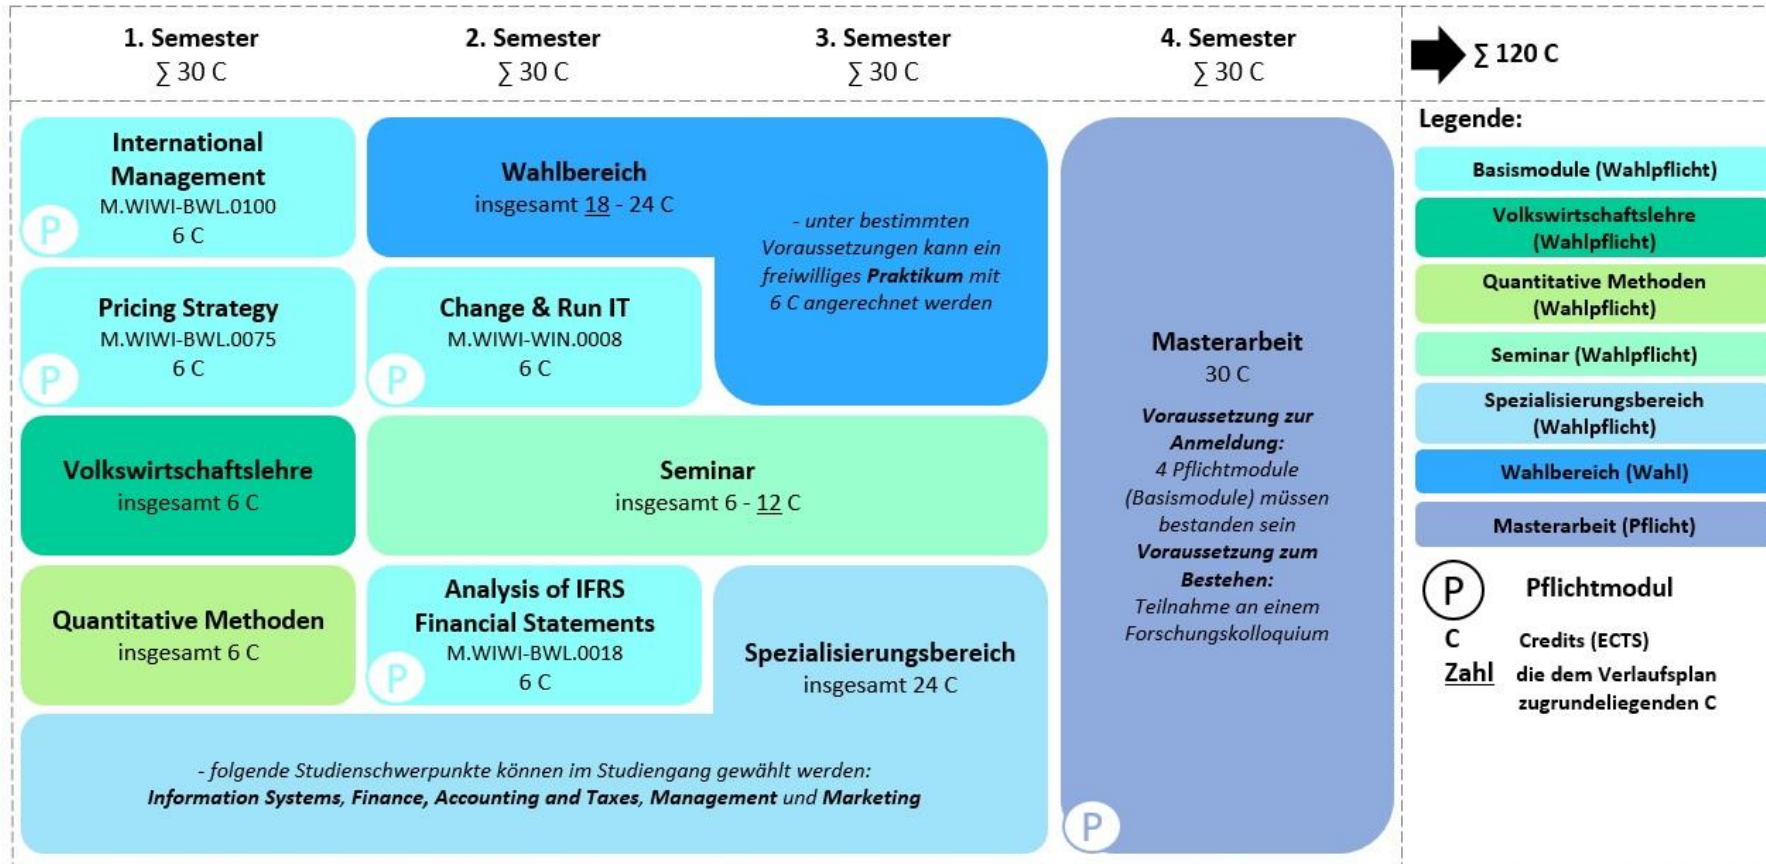 1. Semester
∑ 30 C
2. Semester
∑ 30 C
3. Semester
∑ 30 C
4. Semester
∑ 30 C
∑ 120 C
International
Management
M.WIWI-BWL.0100
6 C
P
Pricing Strategy
M.WIWI-BWL.0075
6 C
P
Volkswirtschaftslehre
insgesamt 6 C
Quantitative Methoden
insgesamt 6 C
Wahlbereich
insgesamt 18 - 24 C
- unter bestimmten
Voraussetzungen kann ein
freiwilliges Praktikum mit
6 C angerechnet werden
Change & Run IT
M.WIWI-WIN.0008
6 C
P
Seminar
insgesamt 6 - 12 C
Analysis of IFRS
Financial Statements
M.WIWI-BWL.0018
6 C
P
Spezialisierungsbereich
insgesamt 24 C
- folgende Studienschwerpunkte können im Studiengang gewählt werden:
Information Systems, Finance, Accounting and Taxes, Management und Marketing
Masterarbeit
30 C
Voraussetzung zur
Anmeldung:
4 Pflichtmodule
(Basismodule) müssen
bestanden sein
Voraussetzung zum
Bestehen:
Teilnahme an einem
Forschungskolloquium
P
Legende:
Basismodule (Wahlpflicht)
Volkswirtschaftslehre
(Wahlpflicht)
Quantitative Methoden
(Wahlpflicht)
Seminar (Wahlpflicht)
Spezialisierungsbereich
(Wahlpflicht)
Wahlbereich (Wahl)
Masterarbeit (Pflicht)
P Pflichtmodul
C Credits (ECTS)
Zahl die dem Verlaufsplan
zugrundeliegenden C